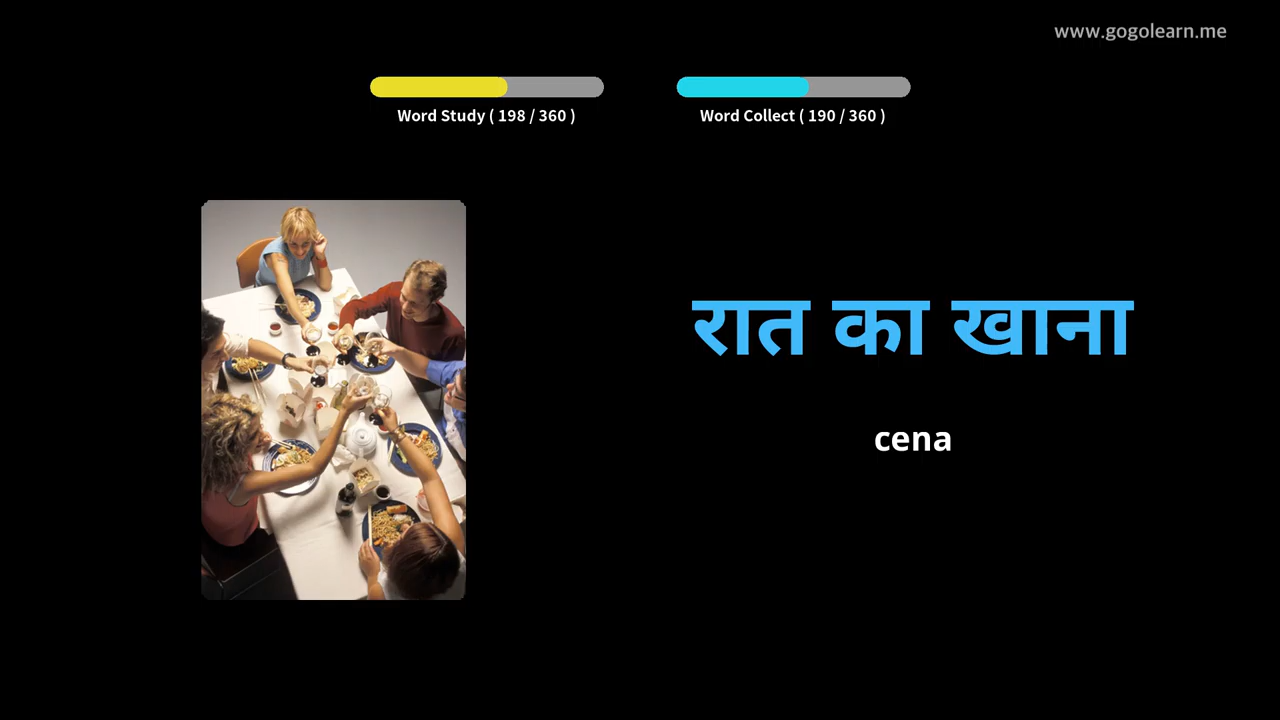 www.gogolearn.me
Word Study ( 198 / 360 )
Word Collect ( 190 / 360 )
रात का खाना
cena